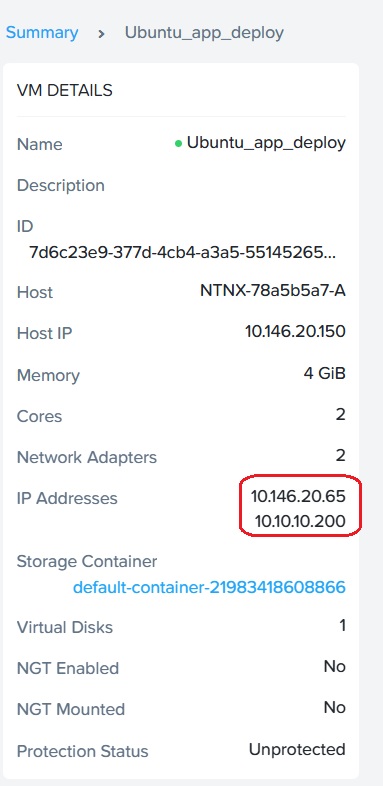 Summary > Ubuntu_app_deploy
VM DETAILS
Name Ubuntu_app_deploy
Description
ID
7d6c23e9-377d-4cb4-a3a5-55145265...
Host NTNX-78a5b5a7-A
Host IP 10.146.20.150
Memory 4 GiB
Cores 2
Network Adapters 2
IP Addresses 10.146.20.65
10.10.10.200
Storage Container
default-container-21983418608866
Virtual Disks 1
NGT Enabled No
NGT Mounted No
Protection Status Unprotected